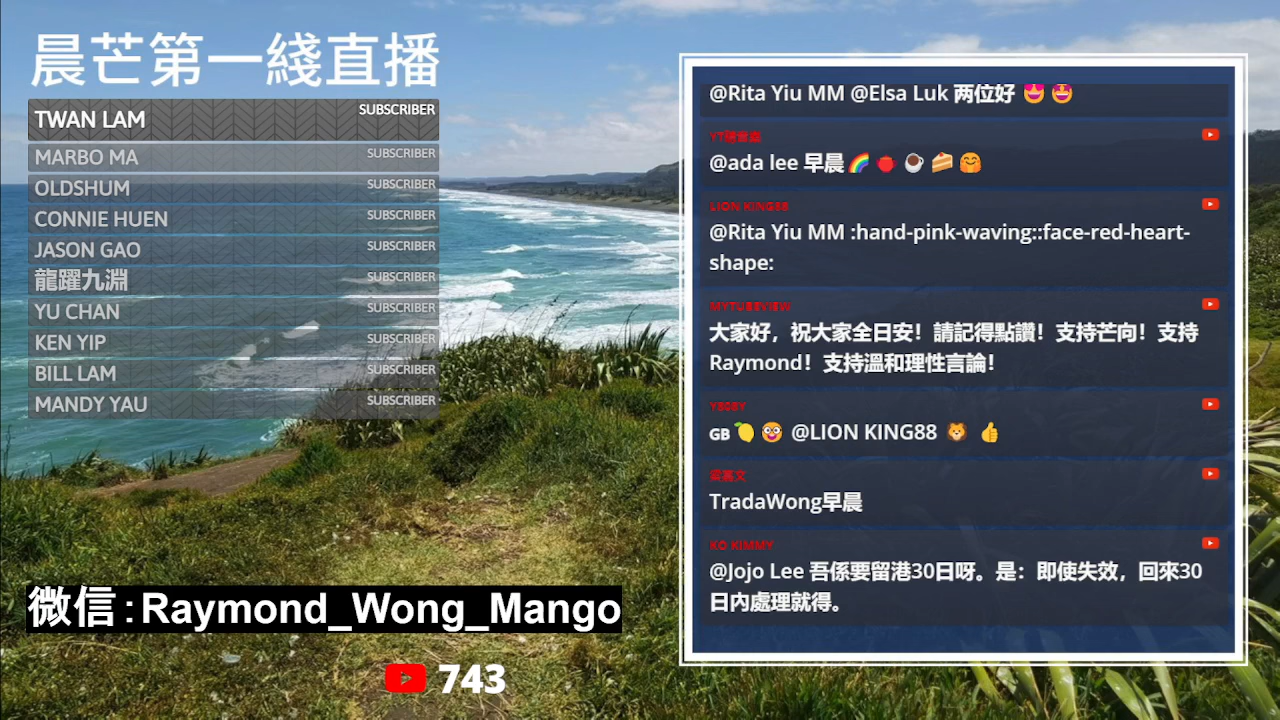 晨芒第一綫直播
TWAN LAM SUBSCRIBER
MARBO MA SUBSCRIBER
OLDSHUM SUBSCRIBER
CONNIE HUEN SUBSCRIBER
JASON GAO SUBSCRIBER
龍躍九淵 SUBSCRIBER
YU CHAN SUBSCRIBER
KEN YIP SUBSCRIBER
BILL LAM SUBSCRIBER
MANDY YAU SUBSCRIBER
微信:Raymond_Wong_Mango
743
@Rita Yiu MM @Elsa Luk 两位好 😍 🤩
@ada lee 早晨🌈 🍅 ☕ 🍰 🤗
LION KING88
@Rita Yiu MM :hand-pink-waving::face-red-heart-
shape:
MYTUREVIEW
大家好，祝大家全日安！請記得點讚！支持芒向！支持
Raymond！支持溫和理性言論！
GB🍋 🤓 @LION KING88 🦁 👍
TradaWong早晨
KO KIMMY
@Jojo Lee 吾係要留港30日呀。是：即使失效，回來30
日內處理就得。